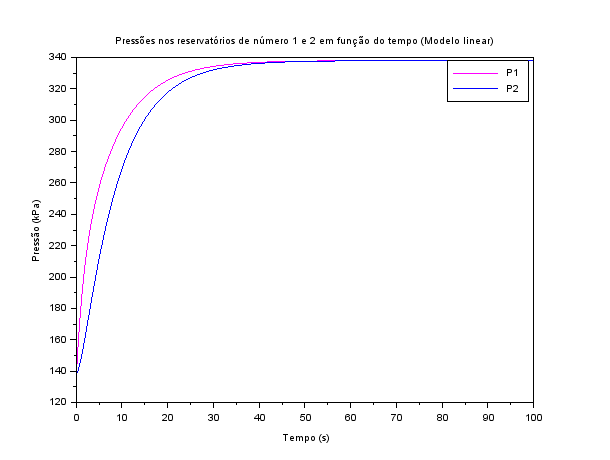 Pressões nos reservatórios de número 1 e 2 em função do tempo (Modelo linear)
340
320
300
280
260
240
220
200
180
160
140
120
Pressão (kPa)
P1
P2
0 10 20 30 40 50 60 70 80 90 100
Tempo (s)